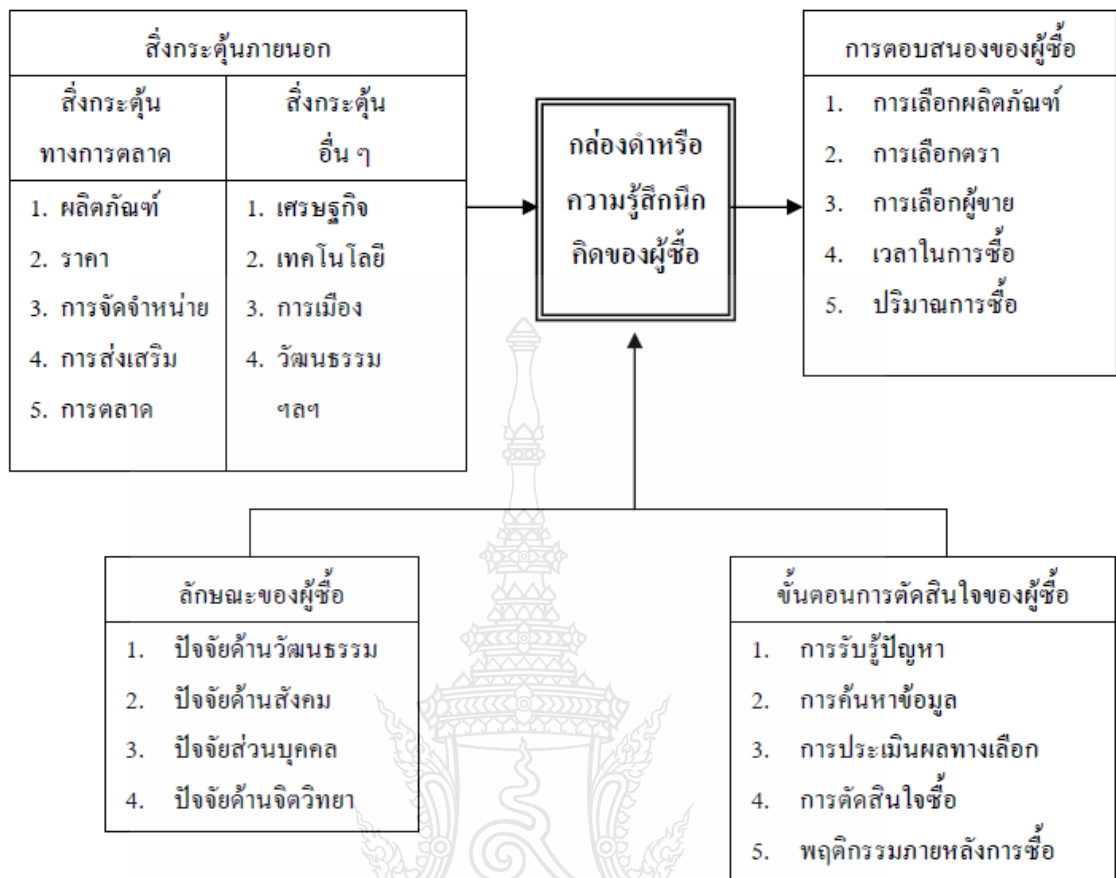 สิ่งกระตุ้นภายนอก
สิ่งกระตุ้น
ทางการตลาด
1. ผลิตภัณฑ์
2. ราคา
3. การจัดจำหน่าย
4. การส่งเสริม
5. การตลาด
สิ่งกระตุ้น
อื่น ๆ
1. เศรษฐกิจ
2. เทคโนโลยี
3. การเมือง
4. วัฒนธรรม
ฯลฯ
กล่องดำหรือ
ความรู้สึกนึก
คิดของผู้ซื้อ
การตอบสนองของผู้ซื้อ
1. การเลือกผลิตภัณฑ์
2. การเลือกตรา
3. การเลือกผู้ขาย
4. เวลาในการซื้อ
5. ปริมาณการซื้อ
ลักษณะของผู้ซื้อ
1. ปัจจัยด้านวัฒนธรรม
2. ปัจจัยด้านสังคม
3. ปัจจัยส่วนบุคคล
4. ปัจจัยด้านจิตวิทยา
ขั้นตอนการตัดสินใจของผู้ซื้อ
1. การรับรู้ปัญหา
2. การค้นหาข้อมูล
3. การประเมินผลทางเลือก
4. การตัดสินใจซื้อ
5. พฤติกรรมภายหลังการซื้อ